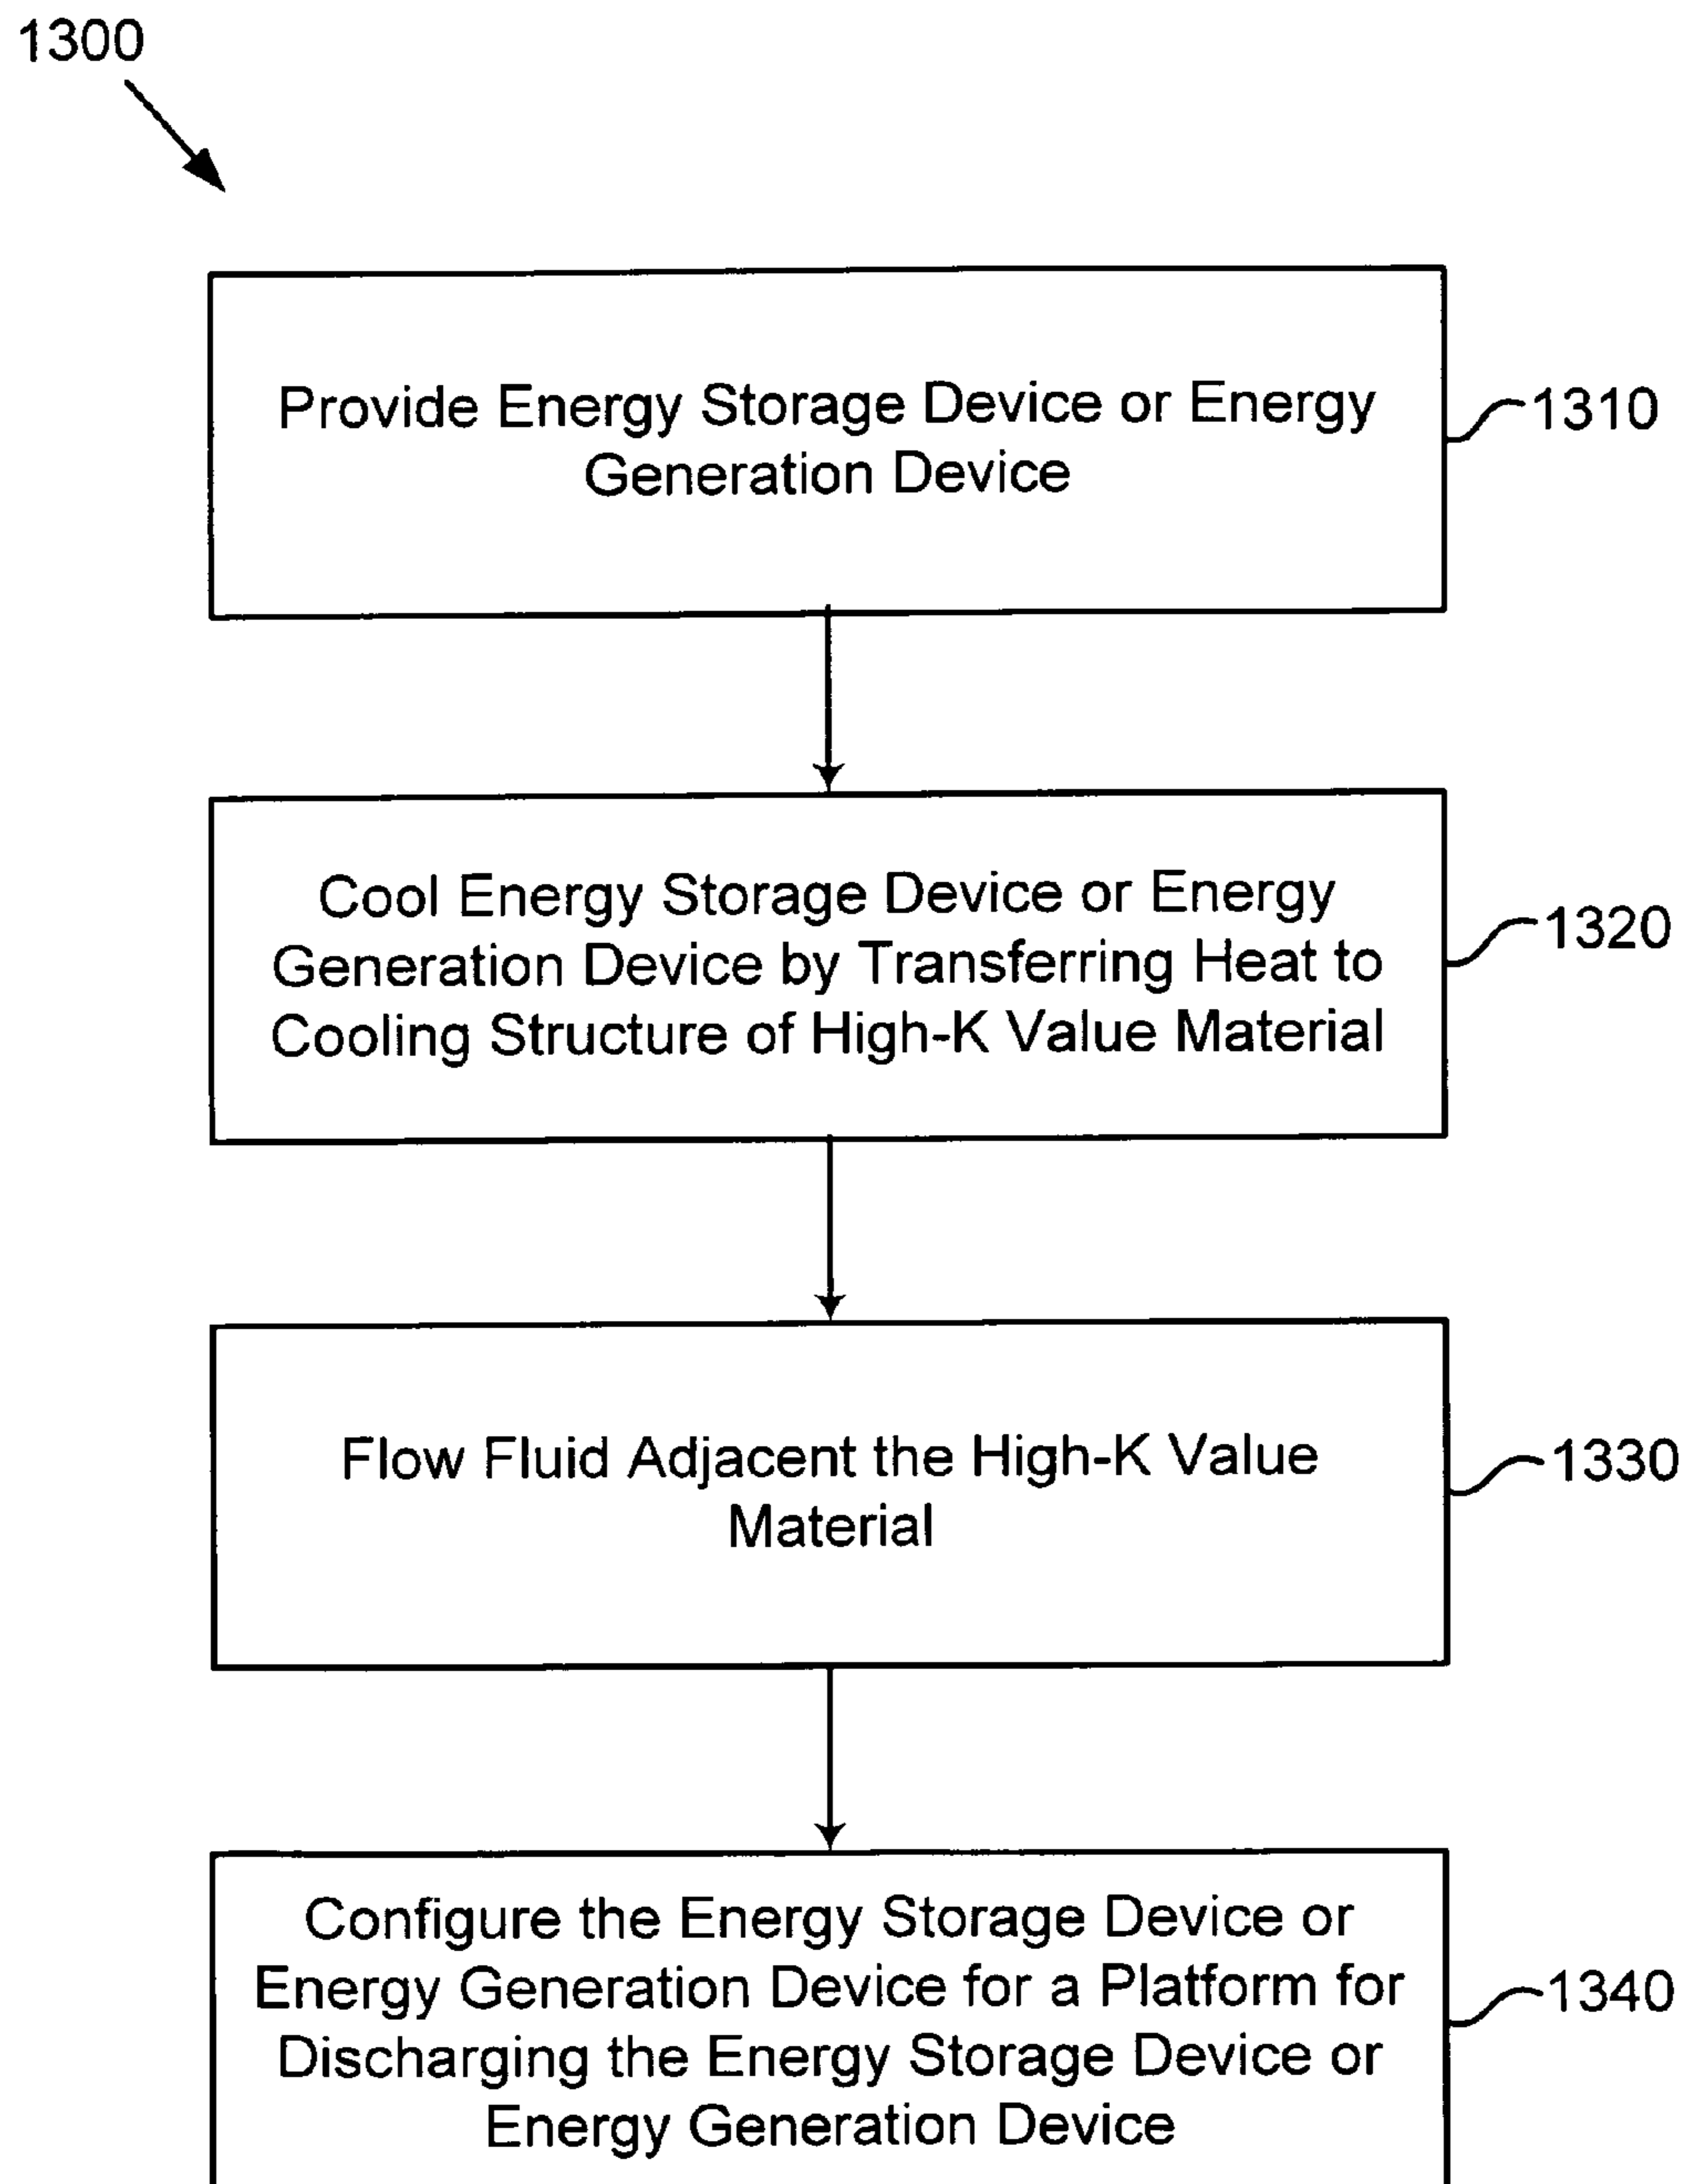 1300
Provide Energy Storage Device or Energy
Generation Device
1310
Cool Energy Storage Device or Energy
Generation Device by Transferring Heat to
Cooling Structure of High-K Value Material
1320
Flow Fluid Adjacent the High-K Value
Material
1330
Configure the Energy Storage Device or
Energy Generation Device for a Platform for
Discharging the Energy Storage Device or
Energy Generation Device
1340